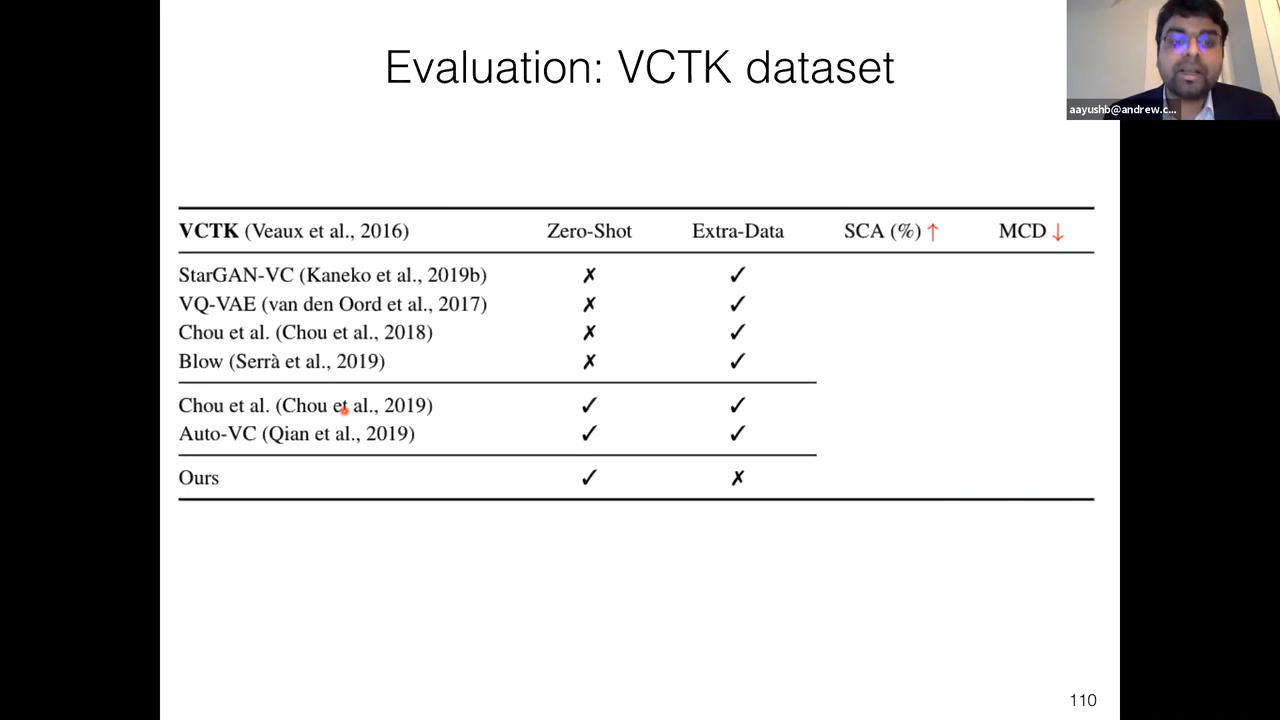 Evaluation: VCTK dataset
aayushb@andrew.c...
VCTK (Veaux et al., 2016) Zero-Shot Extra-Data SCA (%) ↑ MCD ↓
StarGAN-VC (Kaneko et al., 2019b) ✗ ✓
VQ-VAE (van den Oord et al., 2017) ✗ ✓
Chou et al. (Chou et al., 2018) ✗ ✓
Blow (Serrà et al., 2019) ✗ ✓
Chou et al. (Chou et al., 2019) ✓ ✓
Auto-VC (Qian et al., 2019) ✓ ✓
Ours ✓ ✗
110